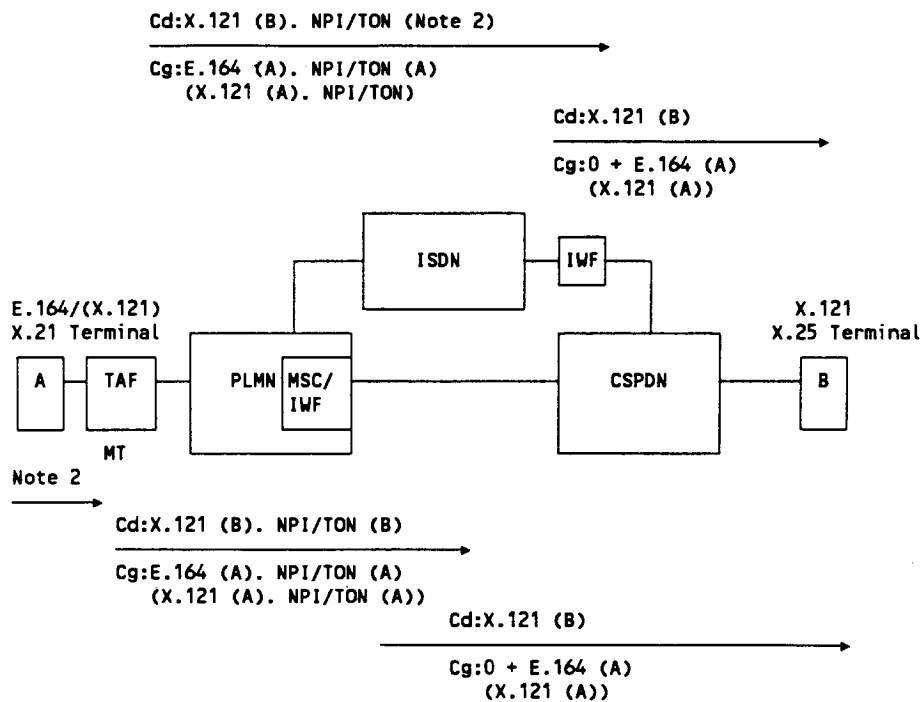 Cd:X.121 (B). NPI/TON (Note 2)
Cg:E.164 (A). NPI/TON (A)
(X.121 (A). NPI/TON)
Cd:X.121 (B)
Cg:0 + E.164 (A)
(X.121 (A))
ISDN
IWF
E.164/(X.121)
X.21 Terminal
X.121
X.25 Terminal
A
TAF
PLMN
MSC/
IWF
CSPDN
B
MT
Note 2
Cd:X.121 (B). NPI/TON (B)
Cg:E.164 (A). NPI/TON (A)
(X.121 (A). NPI/TON (A))
Cd:X.121 (B)
Cg:0 + E.164 (A)
(X.121 (A))